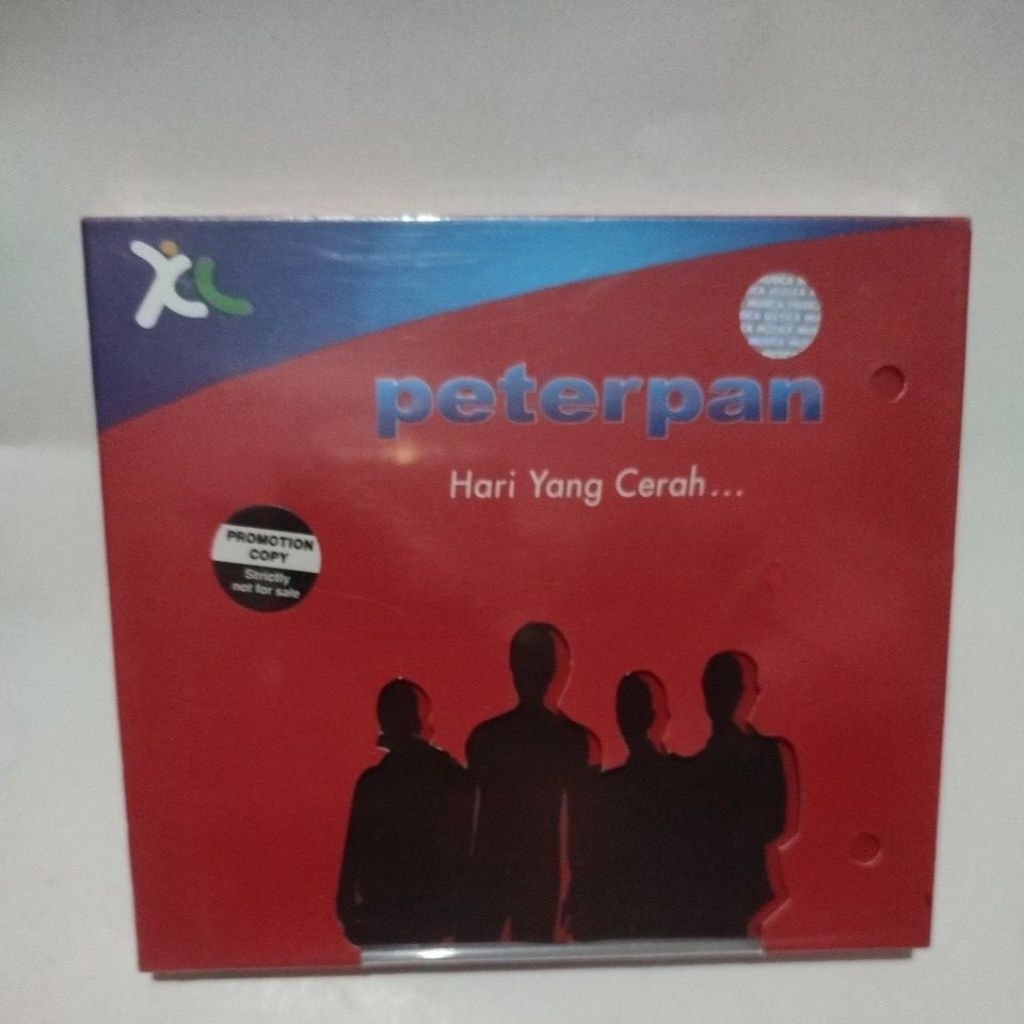 XL
peterpan
Hari Yang Cerah...
PROMOTION
COPY
Strictly
not for sale